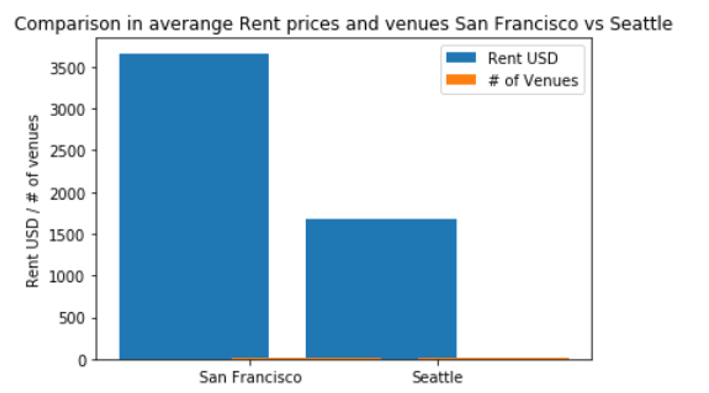 Comparison in averange Rent prices and venues San Francisco vs Seattle
Rent USD
# of Venues
Rent USD / # of venues
3500
3000
2500
2000
1500
1000
500
0
San Francisco
Seattle